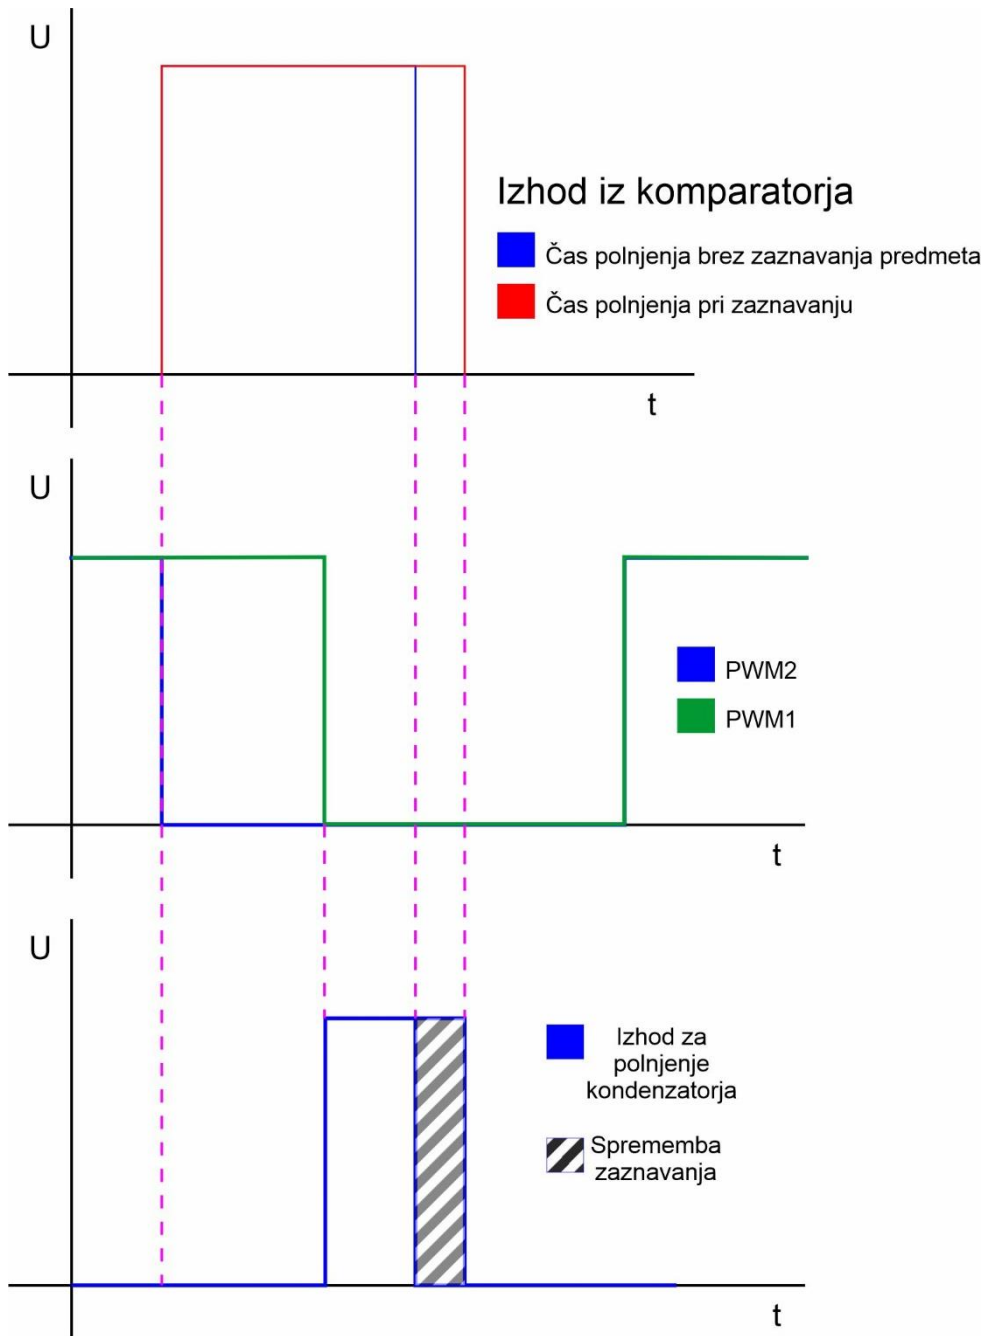 U
Izhod iz komparatorja
Čas polnjenja brez zaznavanja predmeta
Čas polnjenja pri zaznavanju
t
U
PWM2
PWM1
t
U
Izhod za
polnjenje
kondenzatorja
Sprememba
zaznavanja
t